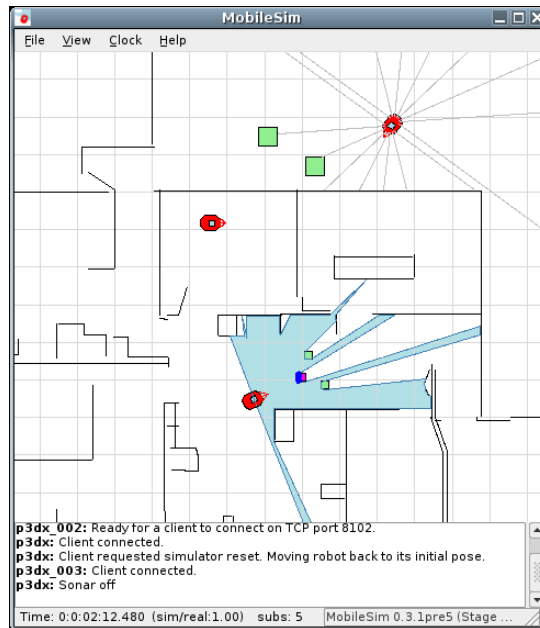 MobileSim
File View Clock Help
p3dx_002: Ready for a client to connect on TCP port 8102.
p3dx: Client connected.
p3dx: Client requested simulator reset. Moving robot back to its initial pose.
p3dx_003: Client connected.
p3dx: Sonar off
Time: 0:0:02:12.480 (sim/real:1.00) subs: 5 MobileSim 0.3.1pre5 (Stage ...